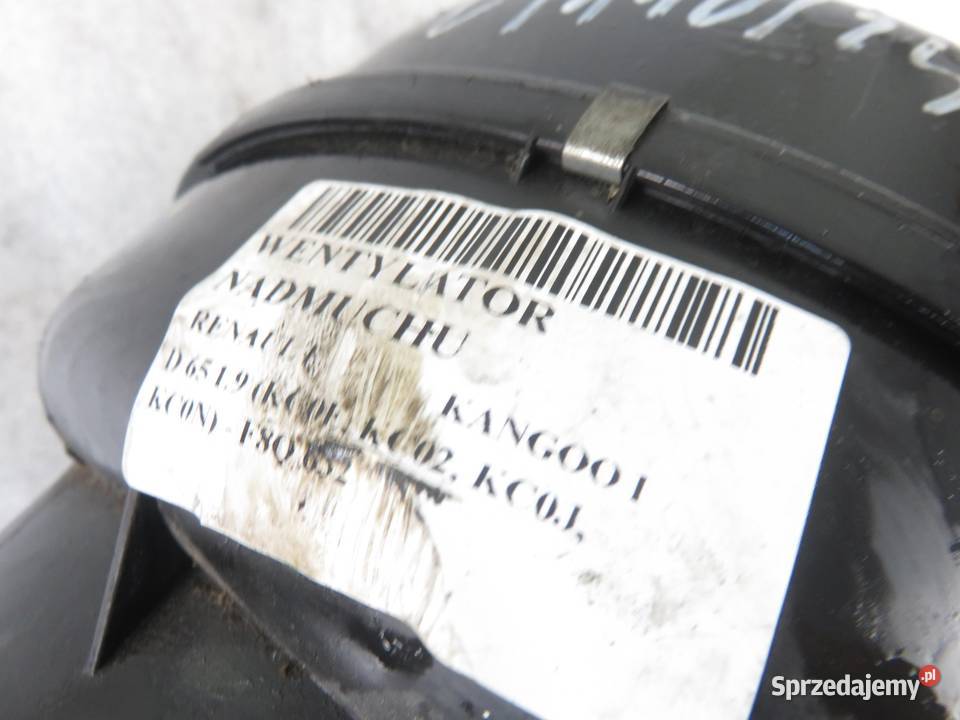 WENTYLATOR
NADMUCHU
RENAULT KANGOO I
D 65 1.9 (KC0E, KC02, KC0J,
KC0N) - F8Q 632
Sprzedajemy.pl